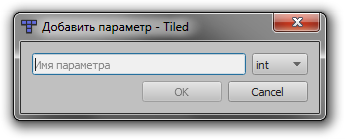 Добавить параметр - Tiled
Имя параметра int
OK Cancel